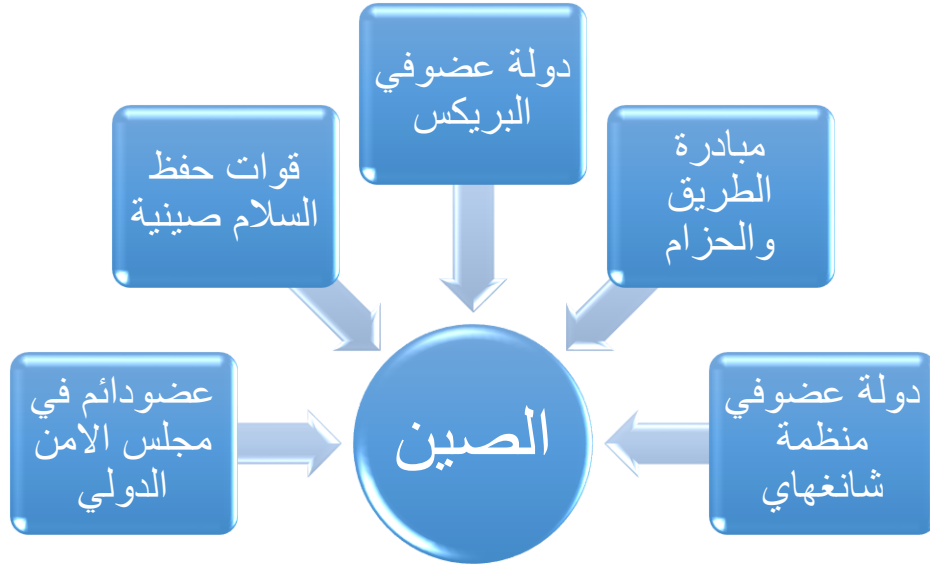 دولة عضوفي
البريكس
مبادرة
الطريق
والحزام
قوات حفظ
السلام صينية
دولة عضوفي
منظمة
شانغهاي
الصين
عضودائم في
مجلس الامن
الدولي